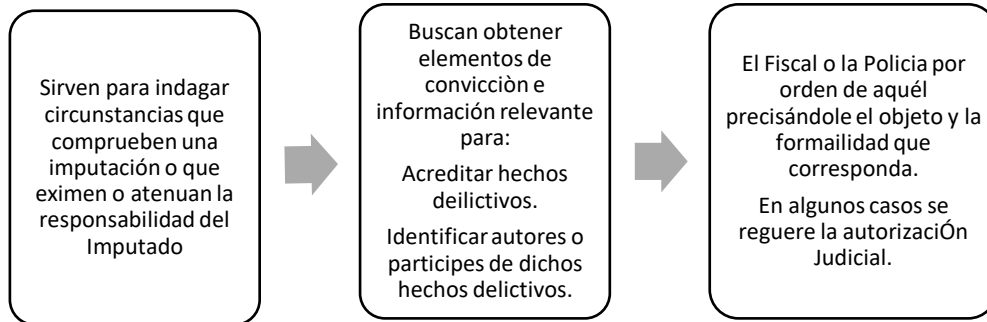 Sirven para indagar
circunstancias que
comprueben una
imputación o que
eximen o atenuan la
responsabilidad del
Imputado
Buscan obtener
elementos de
convicciòn e
información relevante
para:
Acreditar hechos
deilictivos.
Identificar autores o
participes de dichos
hechos delictivos.
El Fiscal o la Policia por
orden de aquél
precisándole el objeto y la
formailidad que
corresponda.
En algunos casos se
reguere la autorizaciÓn
Judicial.